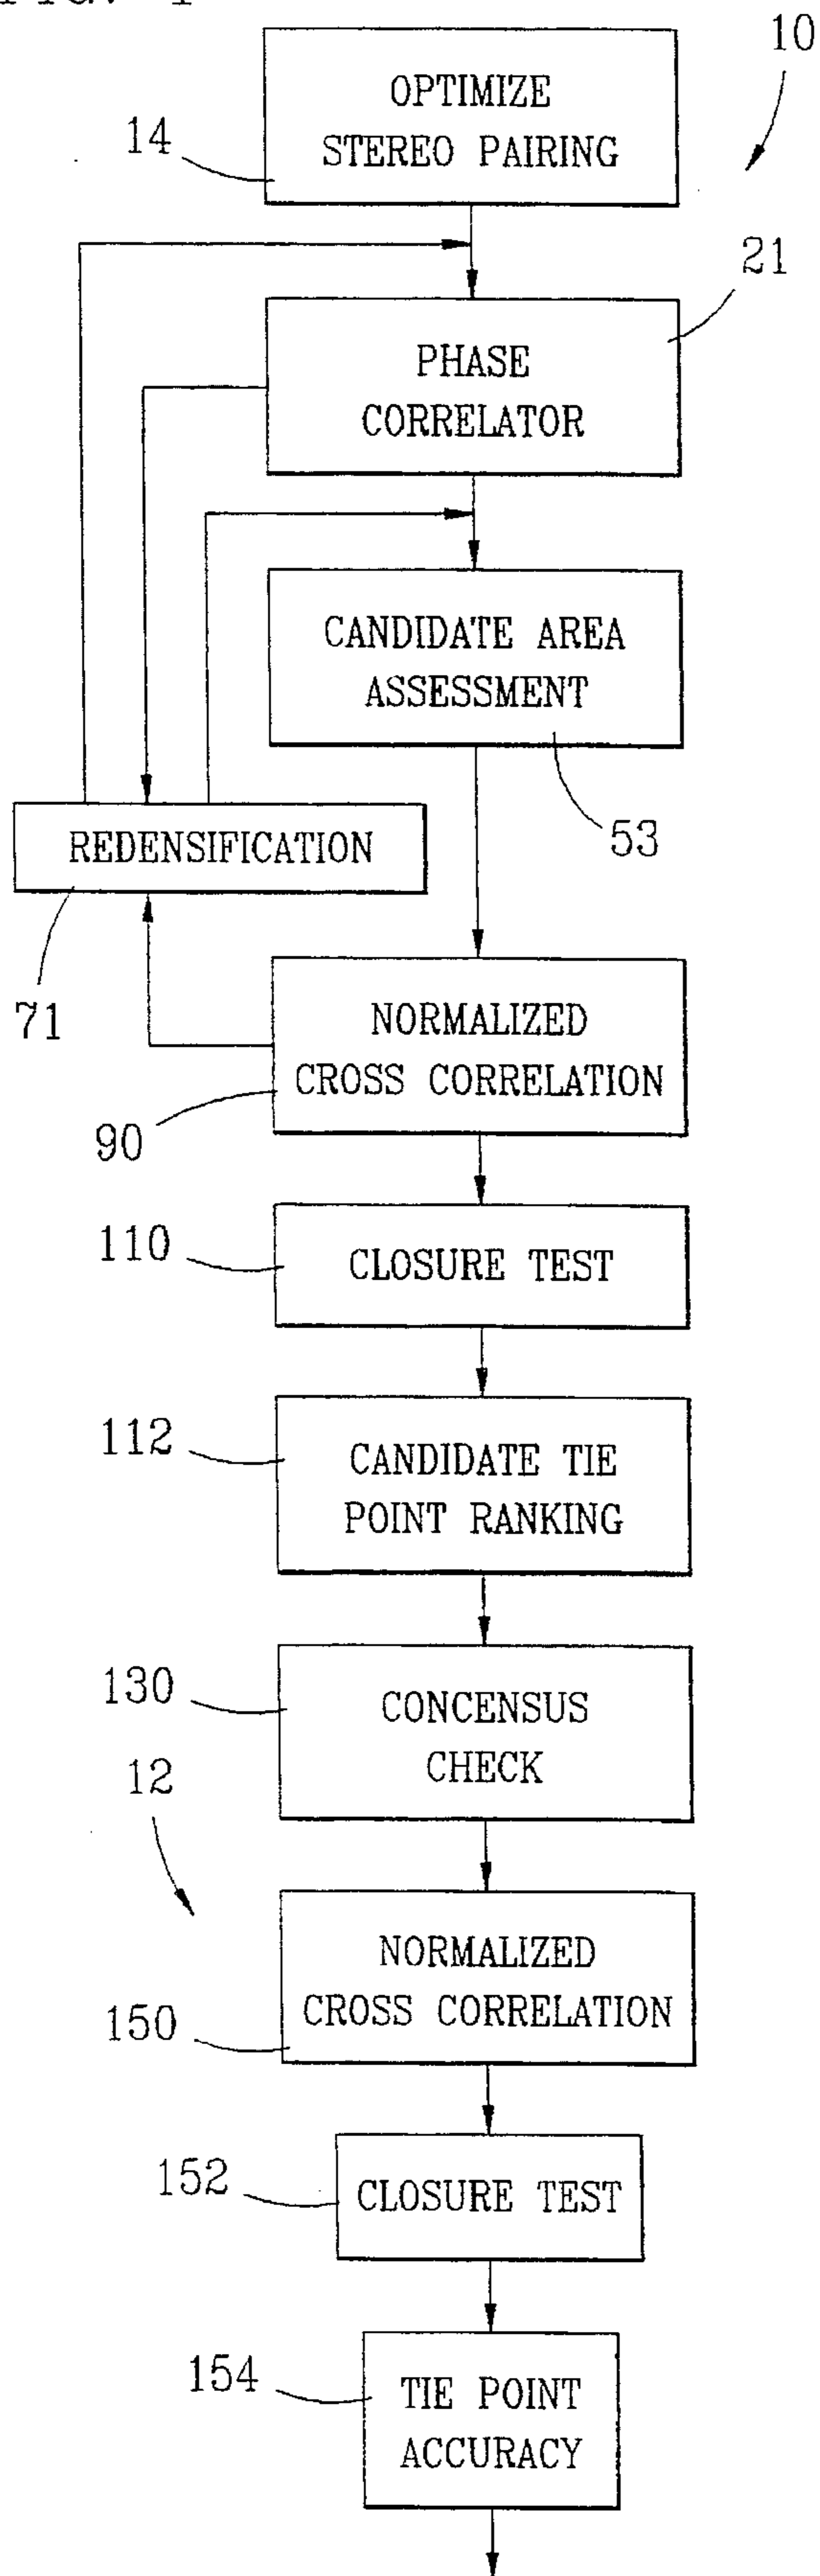 10
OPTIMIZE
STEREO PAIRING
14
21
PHASE
CORRELATOR
CANDIDATE AREA
ASSESSMENT
53
REDENSIFICATION
71
NORMALIZED
CROSS CORRELATION
90
110
CLOSURE TEST
112
CANDIDATE TIE
POINT RANKING
130
CONCENSUS
CHECK
12
NORMALIZED
CROSS CORRELATION
150
152
CLOSURE TEST
154
TIE POINT
ACCURACY